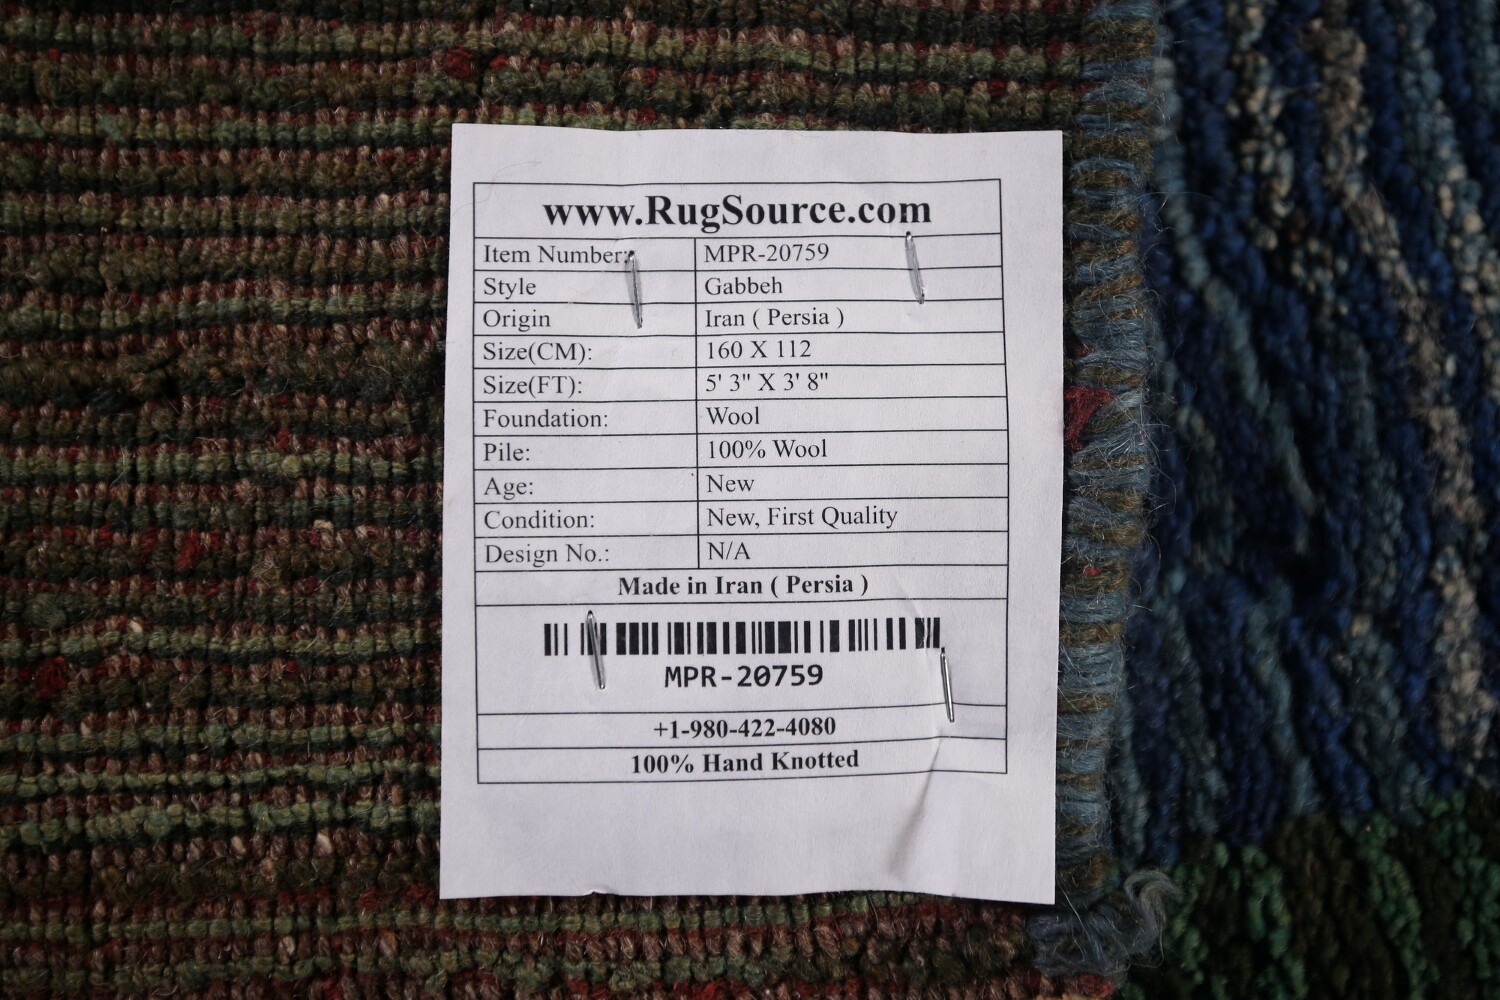 www.RugSource.com
Item Number: MPR-20759
Style Gabbeh
Origin Iran ( Persia )
Size(CM): 160 X 112
Size(FT): 5' 3" X 3' 8"
Foundation: Wool
Pile: 100% Wool
Age: New
Condition: New, First Quality
Design No.: N/A
Made in Iran ( Persia )
MPR-20759
+1-980-422-4080
100% Hand Knotted